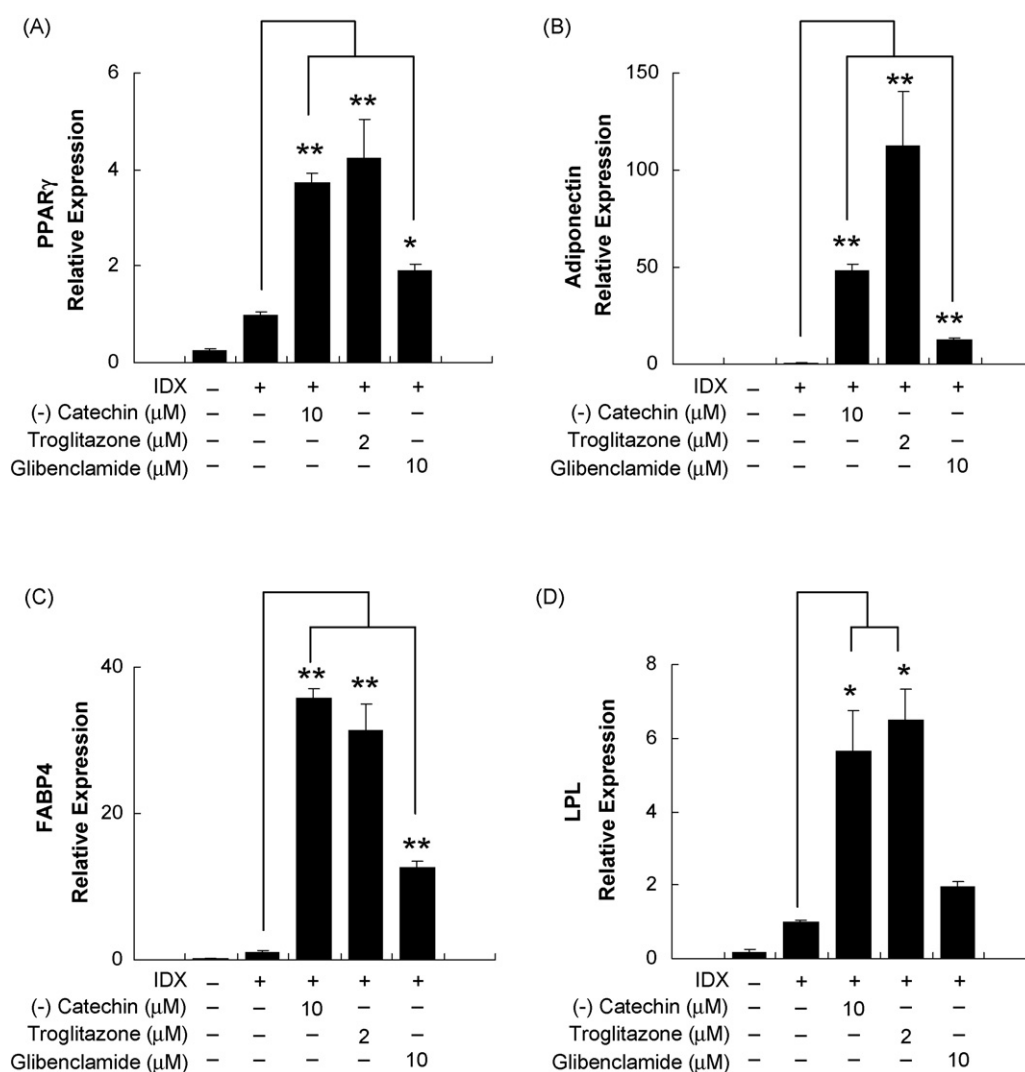 (A)
PPARγ
Relative Expression
6
4
2
0
**
**
*
IDX – + + + +
(-) Catechin (μM) – – 10 – –
Troglitazone (μM) – – – 2 –
Glibenclamide (μM) – – – – 10
(B)
Adiponectin
Relative Expression
150
100
50
0
**
**
**
IDX – + + + +
(-) Catechin (μM) – – 10 – –
Troglitazone (μM) – – – 2 –
Glibenclamide (μM) – – – – 10
(C)
FABP4
Relative Expression
40
20
0
**
**
**
IDX – + + + +
(-) Catechin (μM) – – 10 – –
Troglitazone (μM) – – – 2 –
Glibenclamide (μM) – – – – 10
(D)
LPL
Relative Expression
8
6
4
2
0
*
*
IDX – + + + +
(-) Catechin (μM) – – 10 – –
Troglitazone (μM) – – – 2 –
Glibenclamide (μM) – – – – 10